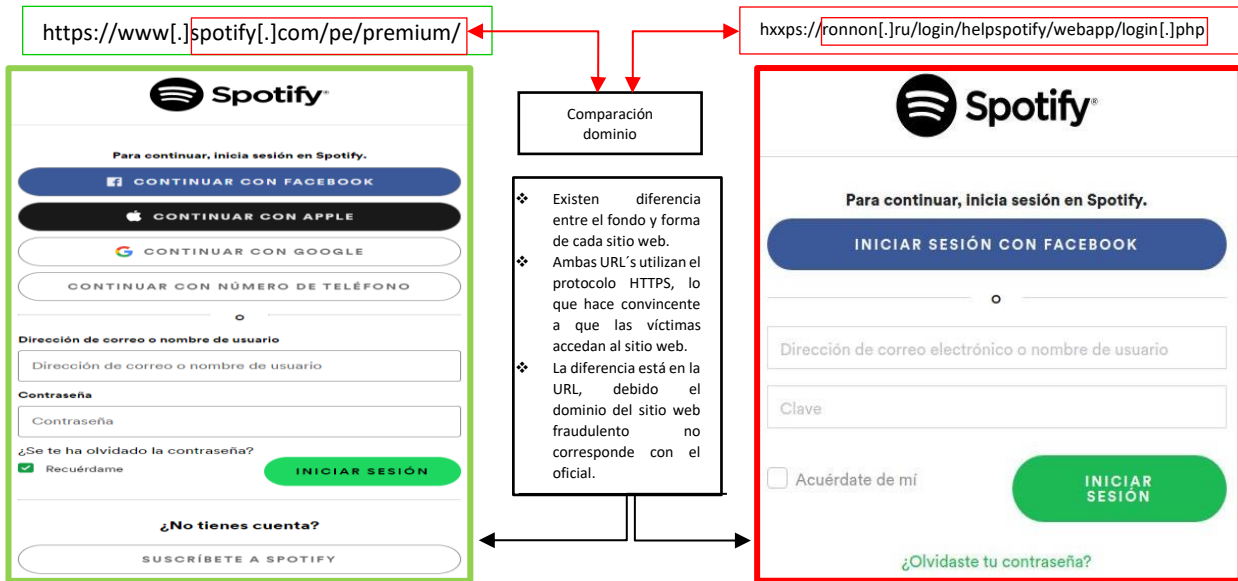 https://www[.]spotify[.]com/pe/premium/
hxxps://ronnon[.]ru/login/helpspotify/webapp/login[.]php
Spotify®
Para continuar, inicia sesión en Spotify.
CONTINUAR CON FACEBOOK
CONTINUAR CON APPLE
CONTINUAR CON GOOGLE
CONTINUAR CON NÚMERO DE TELÉFONO
o
Dirección de correo o nombre de usuario
Dirección de correo o nombre de usuario
Contraseña
Contraseña
¿Se te ha olvidado la contraseña?
Recuérdame
INICIAR SESIÓN
¿No tienes cuenta?
SUSCRÍBETE A SPOTIFY
Comparación
dominio
❖ Existen diferencia
entre el fondo y forma
de cada sitio web.
❖ Ambas URL´s utilizan el
protocolo HTTPS, lo
que hace convincente
a que las víctimas
accedan al sitio web.
❖ La diferencia está en la
URL, debido el
dominio del sitio web
fraudulento no
corresponde con el
oficial.
Spotify®
Para continuar, inicia sesión en Spotify.
INICIAR SESIÓN CON FACEBOOK
o
Dirección de correo electrónico o nombre de usuario
Clave
Acuérdate de mí
INICIAR
SESIÓN
¿Olvidaste tu contraseña?